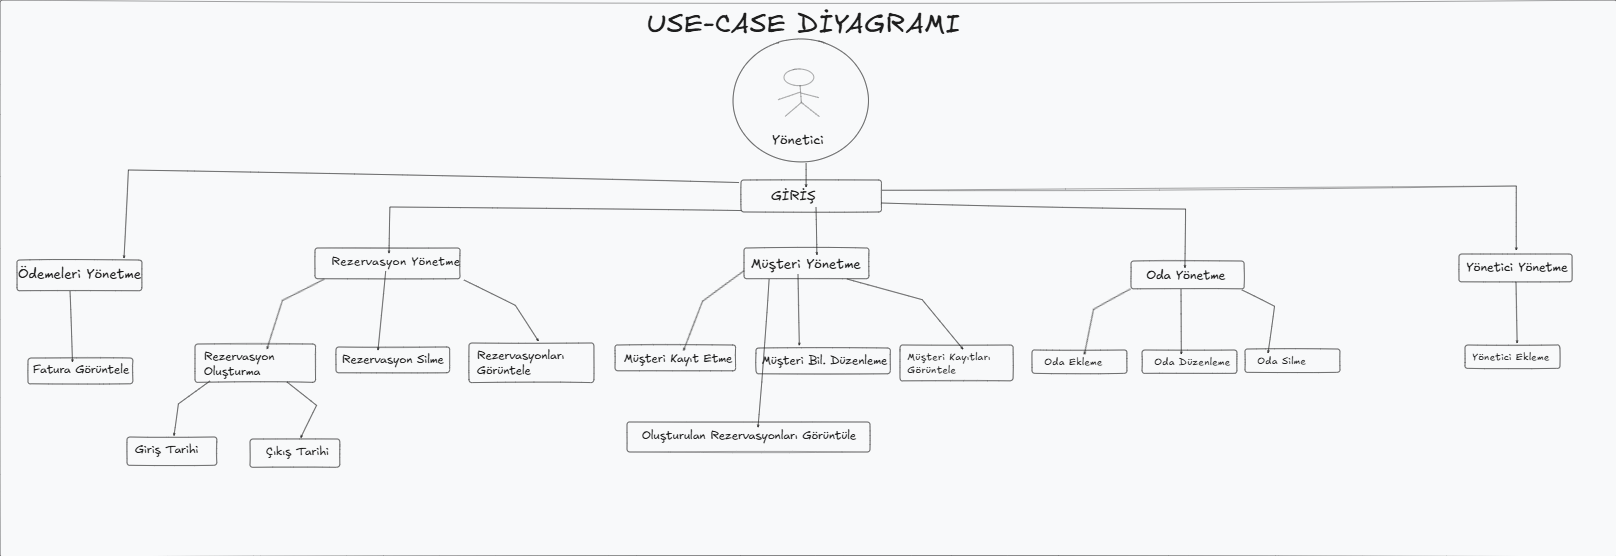 USE-CASE DİYAGRAMI
Yönetici
GİRİŞ
Ödemeleri Yönetme
Rezervasyon Yönetme
Müşteri Yönetme
Oda Yönetme
Yönetici Yönetme
Fatura Görüntele
Rezervasyon
Oluşturma
Rezervasyon Silme
Rezervasyonları
Görüntele
Müşteri Kayıt Etme
Müşteri Bil. Düzenleme
Müşteri Kayıtları
Görüntele
Oda Ekleme
Oda Düzenleme
Oda Silme
Yönetici Ekleme
Giriş Tarihi
Çıkış Tarihi
Oluşturulan Rezervasyonları Görüntüle